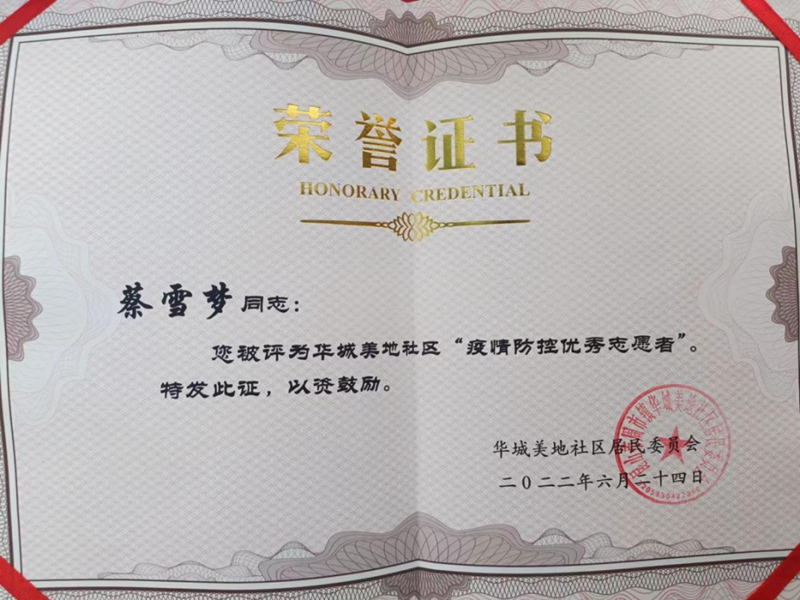 荣誉证书
HONORARY CREDENTIAL
蔡雪梦同志：
您被评为华城美地社区“疫情防控优秀志愿者”。
特发此证，以资鼓励。
华城美地社区居民委员会
二０二二年六月二十四日